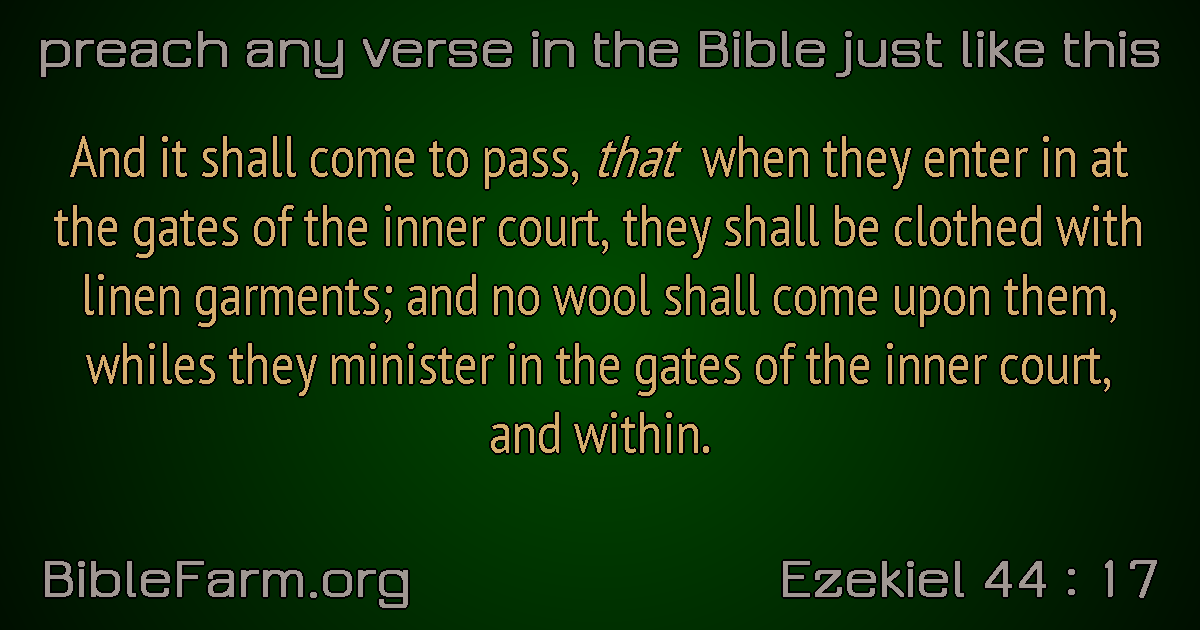 preach any verse in the Bible just like this
And it shall come to pass, that when they enter in at
the gates of the inner court, they shall be clothed with
linen garments; and no wool shall come upon them,
whiles they minister in the gates of the inner court,
and within.
BibleFarm.org
Ezekiel 44 : 17